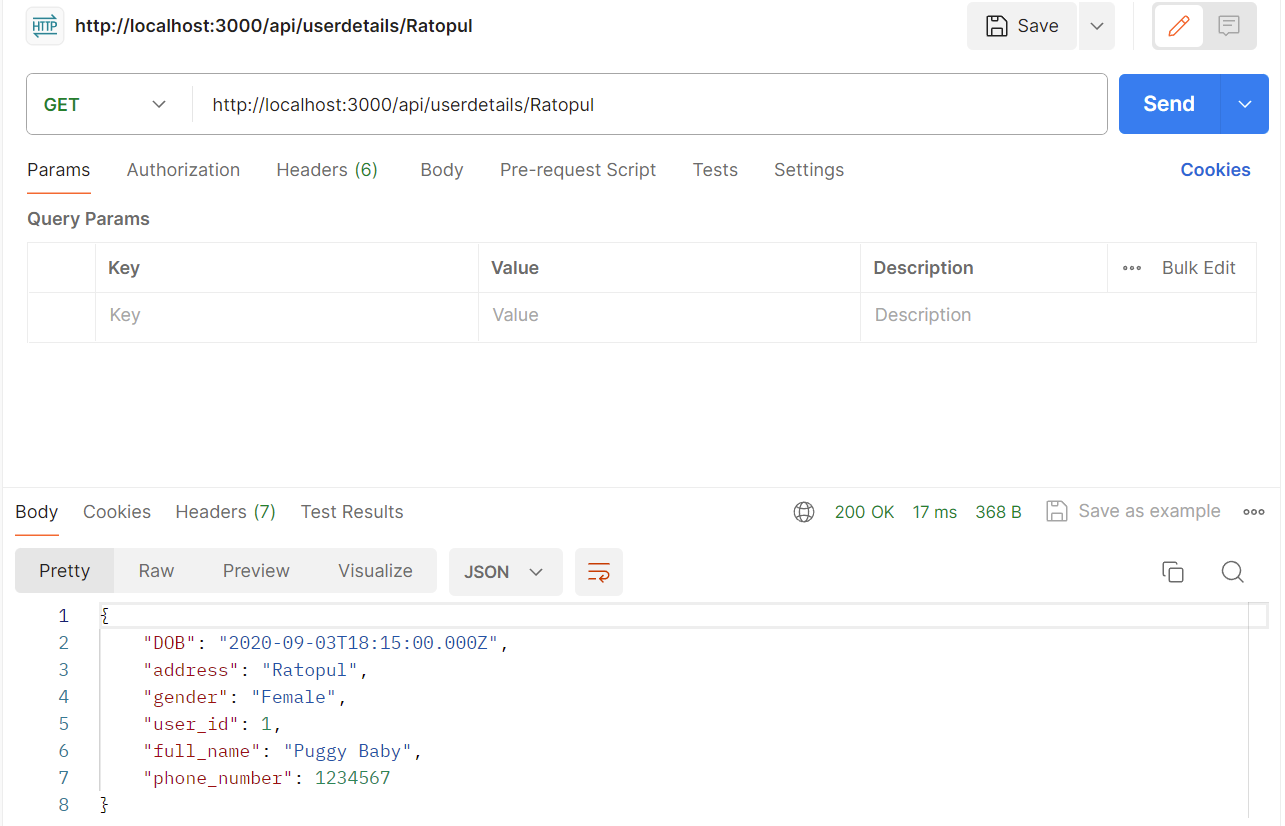 HTTP http://localhost:3000/api/userdetails/Ratopul Save
GET http://localhost:3000/api/userdetails/Ratopul Send
Params Authorization Headers (6) Body Pre-request Script Tests Settings Cookies
Query Params
Key Value Description ••• Bulk Edit
Key Value Description
Body Cookies Headers (7) Test Results 200 OK 17 ms 368 B Save as example
Pretty Raw Preview Visualize JSON
1 {
2 "DOB": "2020-09-03T18:15:00.000Z",
3 "address": "Ratopul",
4 "gender": "Female",
5 "user_id": 1,
6 "full_name": "Puggy Baby",
7 "phone_number": 1234567
8 }